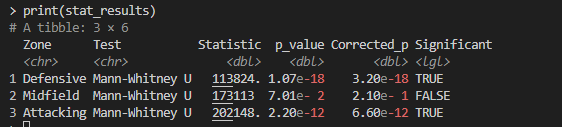 > print(stat_results)
# A tibble: 3 × 6
Zone Test Statistic p_value Corrected_p Significant
<chr> <chr> <dbl> <dbl> <dbl> <lgl>
1 Defensive Mann-Whitney U 113824. 1.07e-18 3.20e-18 TRUE
2 Midfield Mann-Whitney U 173113 7.01e- 2 2.10e- 1 FALSE
3 Attacking Mann-Whitney U 202148. 2.20e-12 6.60e-12 TRUE